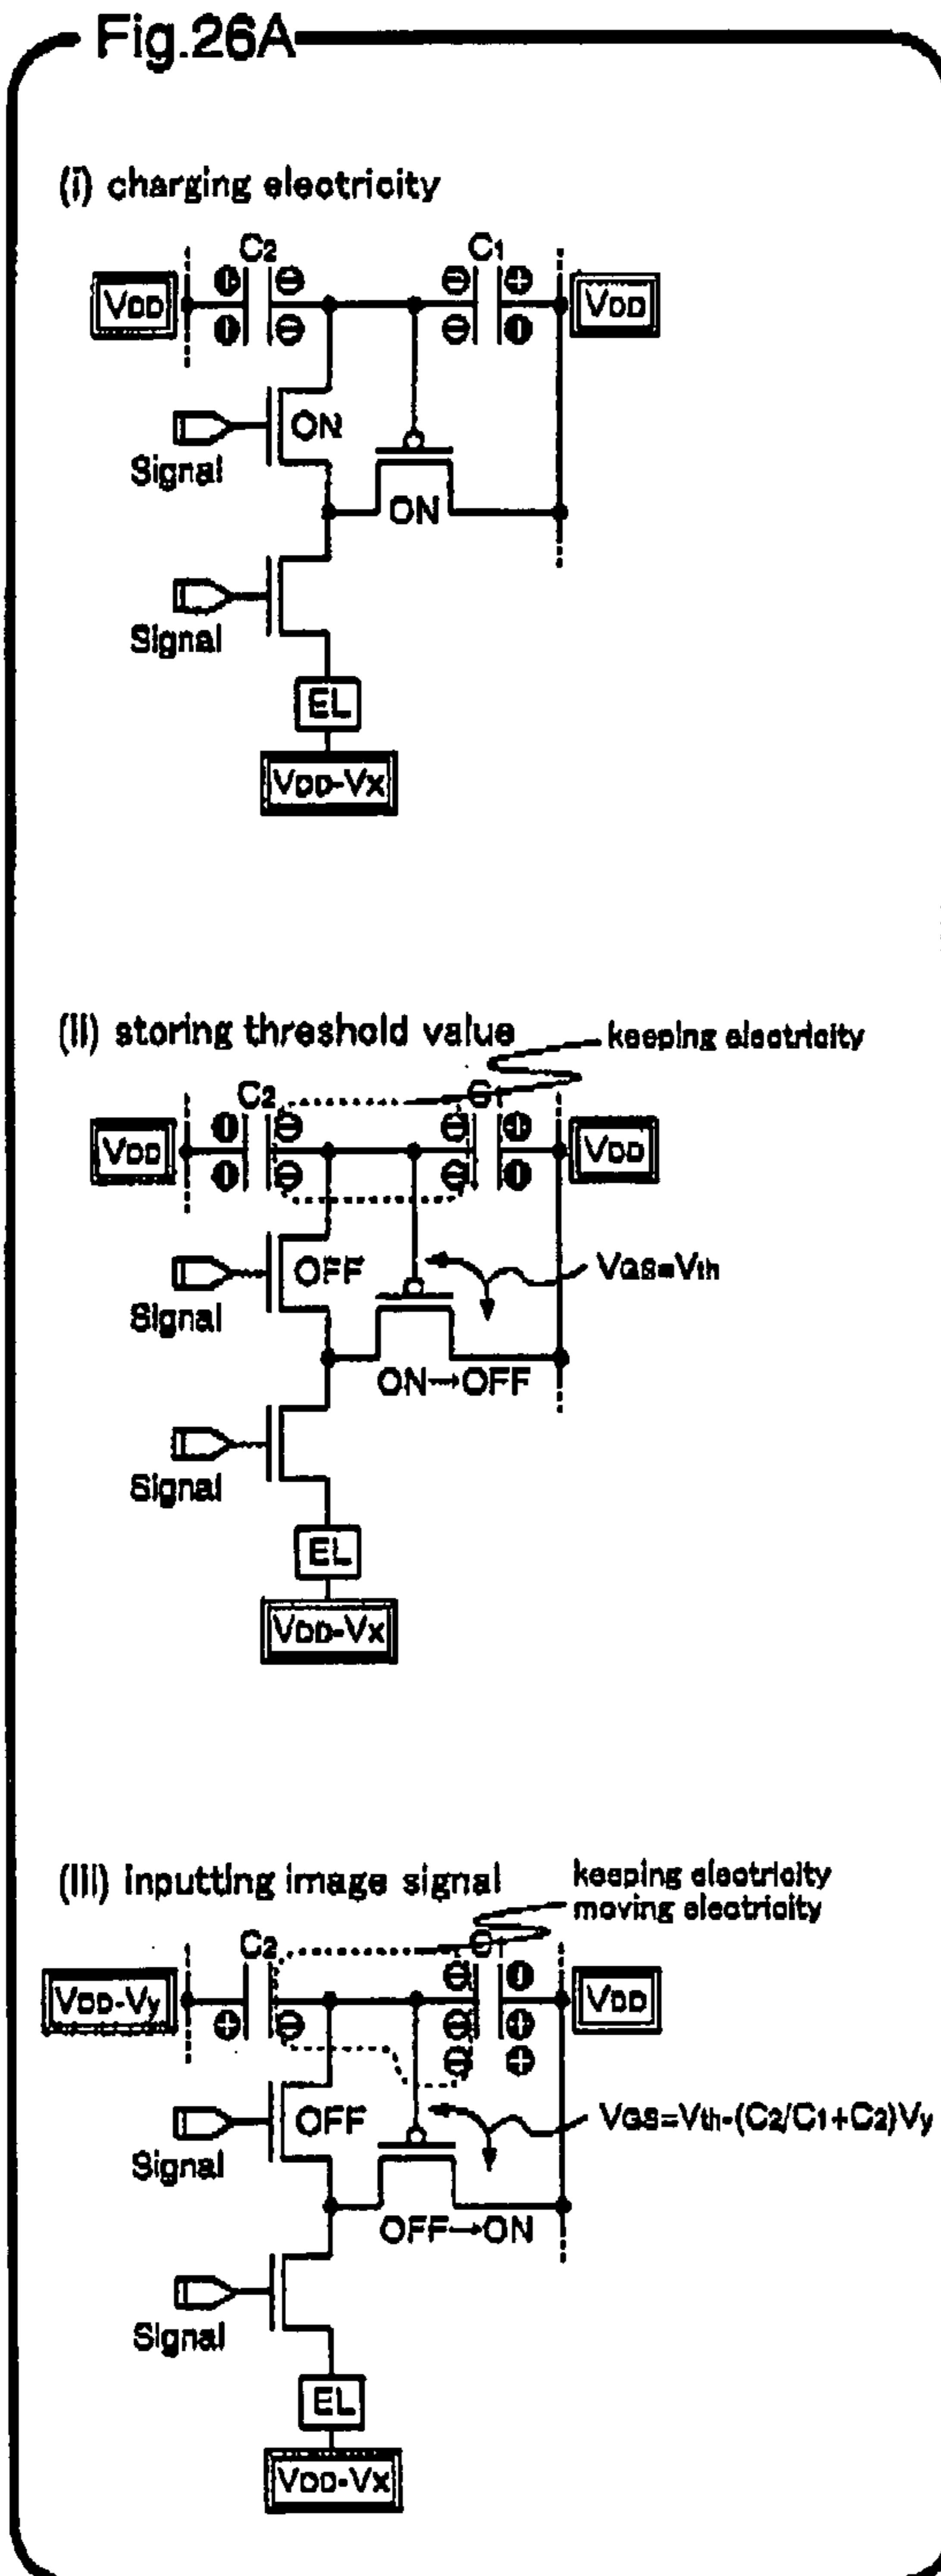 Fig.26A
(i) charging electricity
C2 C1
VDD VDD
ON
Signal
ON
Signal
EL
VDD-Vx
(ii) storing threshold value
keeping electricity
C2 C
VDD VDD
OFF
VGS=Vth
Signal
ON→OFF
Signal
EL
VDD-Vx
(iii) inputting image signal
keeping electricity
moving electricity
C2 C
VDD-Vy VDD
OFF
VGS=Vth-(C2/C1+C2)Vy
Signal
OFF→ON
Signal
EL
VDD-Vx